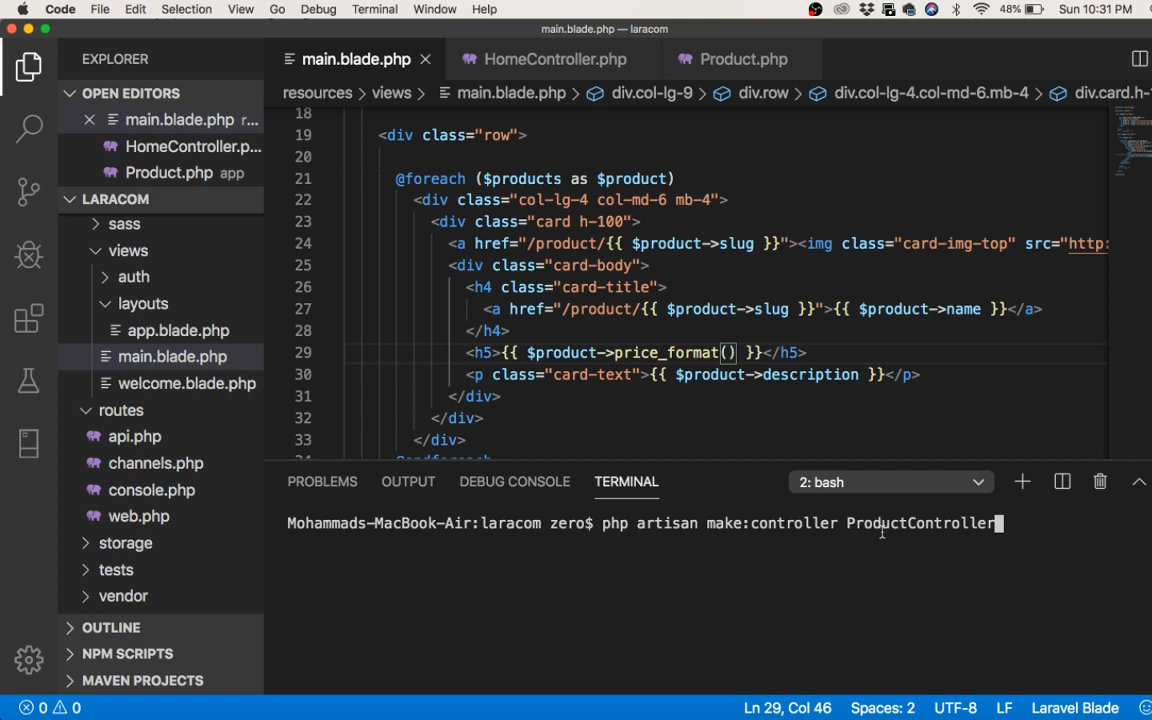 Code File Edit Selection View Go Debug Terminal Window Help 48% Sun 10:31 PM
main.blade.php — laracom
EXPLORER
OPEN EDITORS
main.blade.php r...
HomeController.p...
Product.php app
LARACOM
sass
views
auth
layouts
app.blade.php
main.blade.php
welcome.blade.php
routes
api.php
channels.php
console.php
web.php
storage
tests
vendor
OUTLINE
NPM SCRIPTS
MAVEN PROJECTS
main.blade.php HomeController.php Product.php
resources > views > main.blade.php > div.col-lg-9 > div.row > div.col-lg-4.col-md-6.mb-4 > div.card.h-
18
19 <div class="row">
20
21 @foreach ($products as $product)
22 <div class="col-lg-4 col-md-6 mb-4">
23 <div class="card h-100">
24 <a href="/product/{{ $product->slug }}"><img class="card-img-top" src="http:
25 <div class="card-body">
26 <h4 class="card-title">
27 <a href="/product/{{ $product->slug }}">{{ $product->name }}</a>
28 </h4>
29 <h5>{{ $product->price_format() }}</h5>
30 <p class="card-text">{{ $product->description }}</p>
31 </div>
32 </div>
33 </div>
PROBLEMS OUTPUT DEBUG CONSOLE TERMINAL 2: bash
Mohammads-MacBook-Air:laracom zero$ php artisan make:controller ProductController
0 0 Ln 29, Col 46 Spaces: 2 UTF-8 LF Laravel Blade